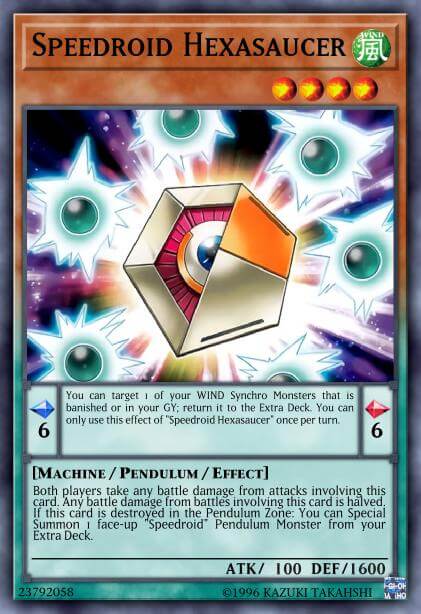 SPEEDROID HEXASAUCER
WIND
風
You can target 1 of your WIND Synchro Monsters that is
banished or in your GY; return it to the Extra Deck. You can
only use this effect of "Speedroid Hexasaucer" once per turn.
6
6
[MACHINE / PENDULUM / EFFECT]
Both players take any battle damage from attacks involving this
card. Any battle damage from battles involving this card is halved.
If this card is destroyed in the Pendulum Zone: You can Special
Summon 1 face-up "Speedroid" Pendulum Monster from your
Extra Deck.
ATK/ 100 DEF/1600
23792058
©1996 KAZUKI TAKAHSHI